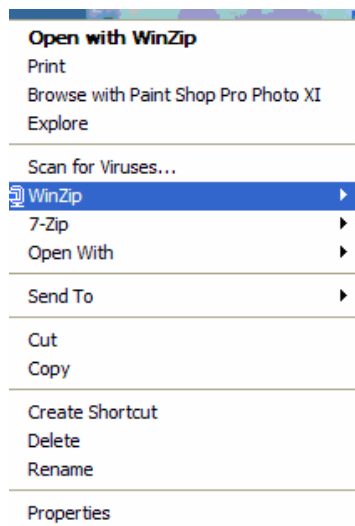 Open with WinZip
Print
Browse with Paint Shop Pro Photo XI
Explore
Scan for Viruses...
WinZip
7-Zip
Open With
Send To
Cut
Copy
Create Shortcut
Delete
Rename
Properties